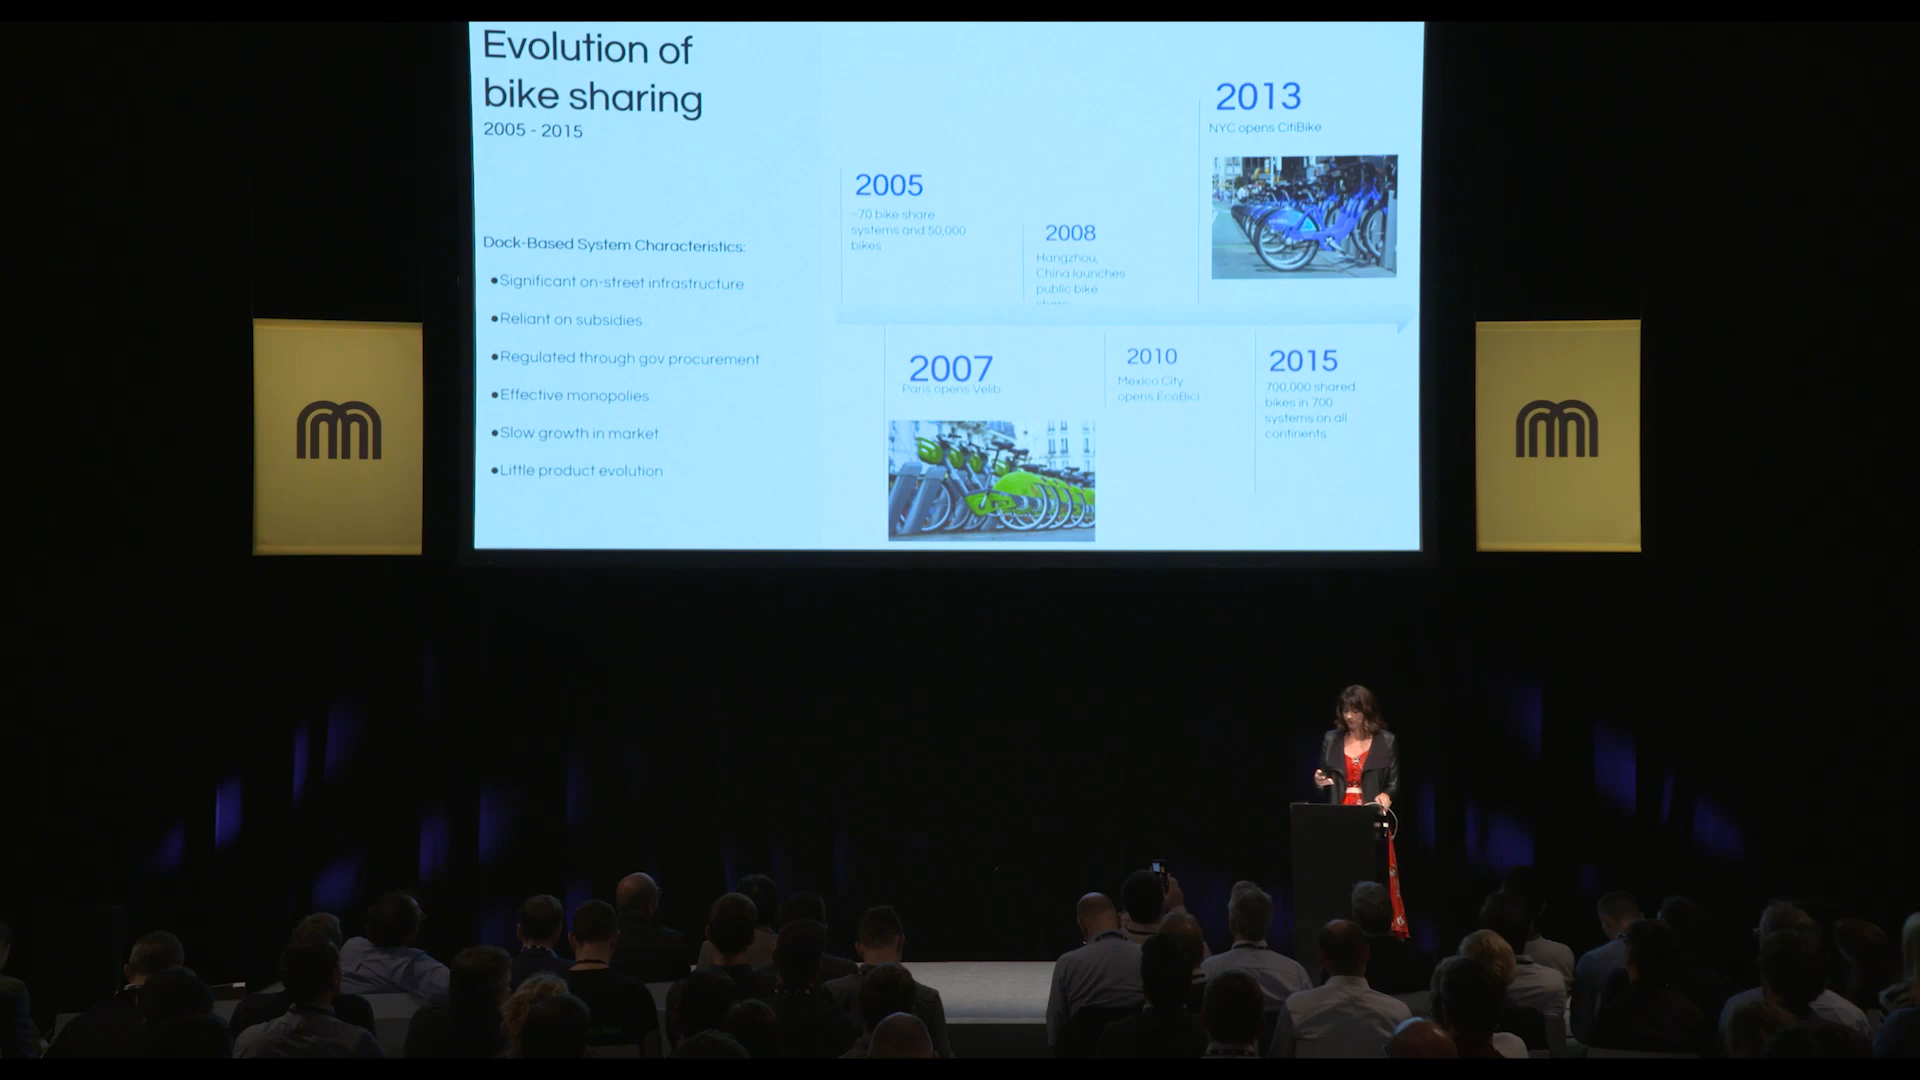 Evolution of
bike sharing
2005 - 2015
Dock-Based System Characteristics:
●Significant on-street infrastructure
●Reliant on subsidies
●Regulated through gov procurement
●Effective monopolies
●Slow growth in market
●Little product evolution
2005
~70 bike share
systems and 50,000
bikes
2008
Hangzhou,
China launches
public bike
share
2013
NYC opens CitiBike
2007
Paris opens Velib
2010
Mexico City
opens EcoBici
2015
700,000 shared
bikes in 700
systems on all
continents